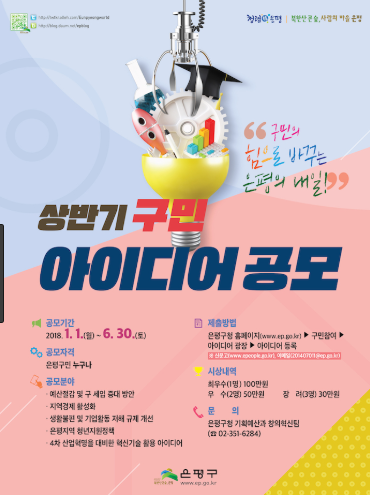 청렴 은평 북한산 큰 숲, 사람의 마을 은평
구민의
힘으로 바꾸는
은평의 내일!
상반기 구민
아이디어 공모
공모기간
2018. 1. 1.(월) ~ 6. 30.(토)
공모자격
은평구민 누구나
공모분야
· 예산절감 및 구 세입 증대 방안
· 지역경제 활성화
· 생활불편 및 기업활동 저해 규제 개선
· 은평지역 청년지원정책
· 4차 산업혁명을 대비한 혁신기술 활용 아이디어
제출방법
은평구청 홈페이지(www.ep.go.kr) ▶ 구민참여 ▶
아이디어 광장 ▶ 아이디어 등록
시상내역
최우수(1명) 100만원
우 수(2명) 50만원 장 려(3명) 30만원
문 의
은평구청 기획예산과 창의혁신팀
(☎ 02-351-6284)
은평구
www.ep.go.kr